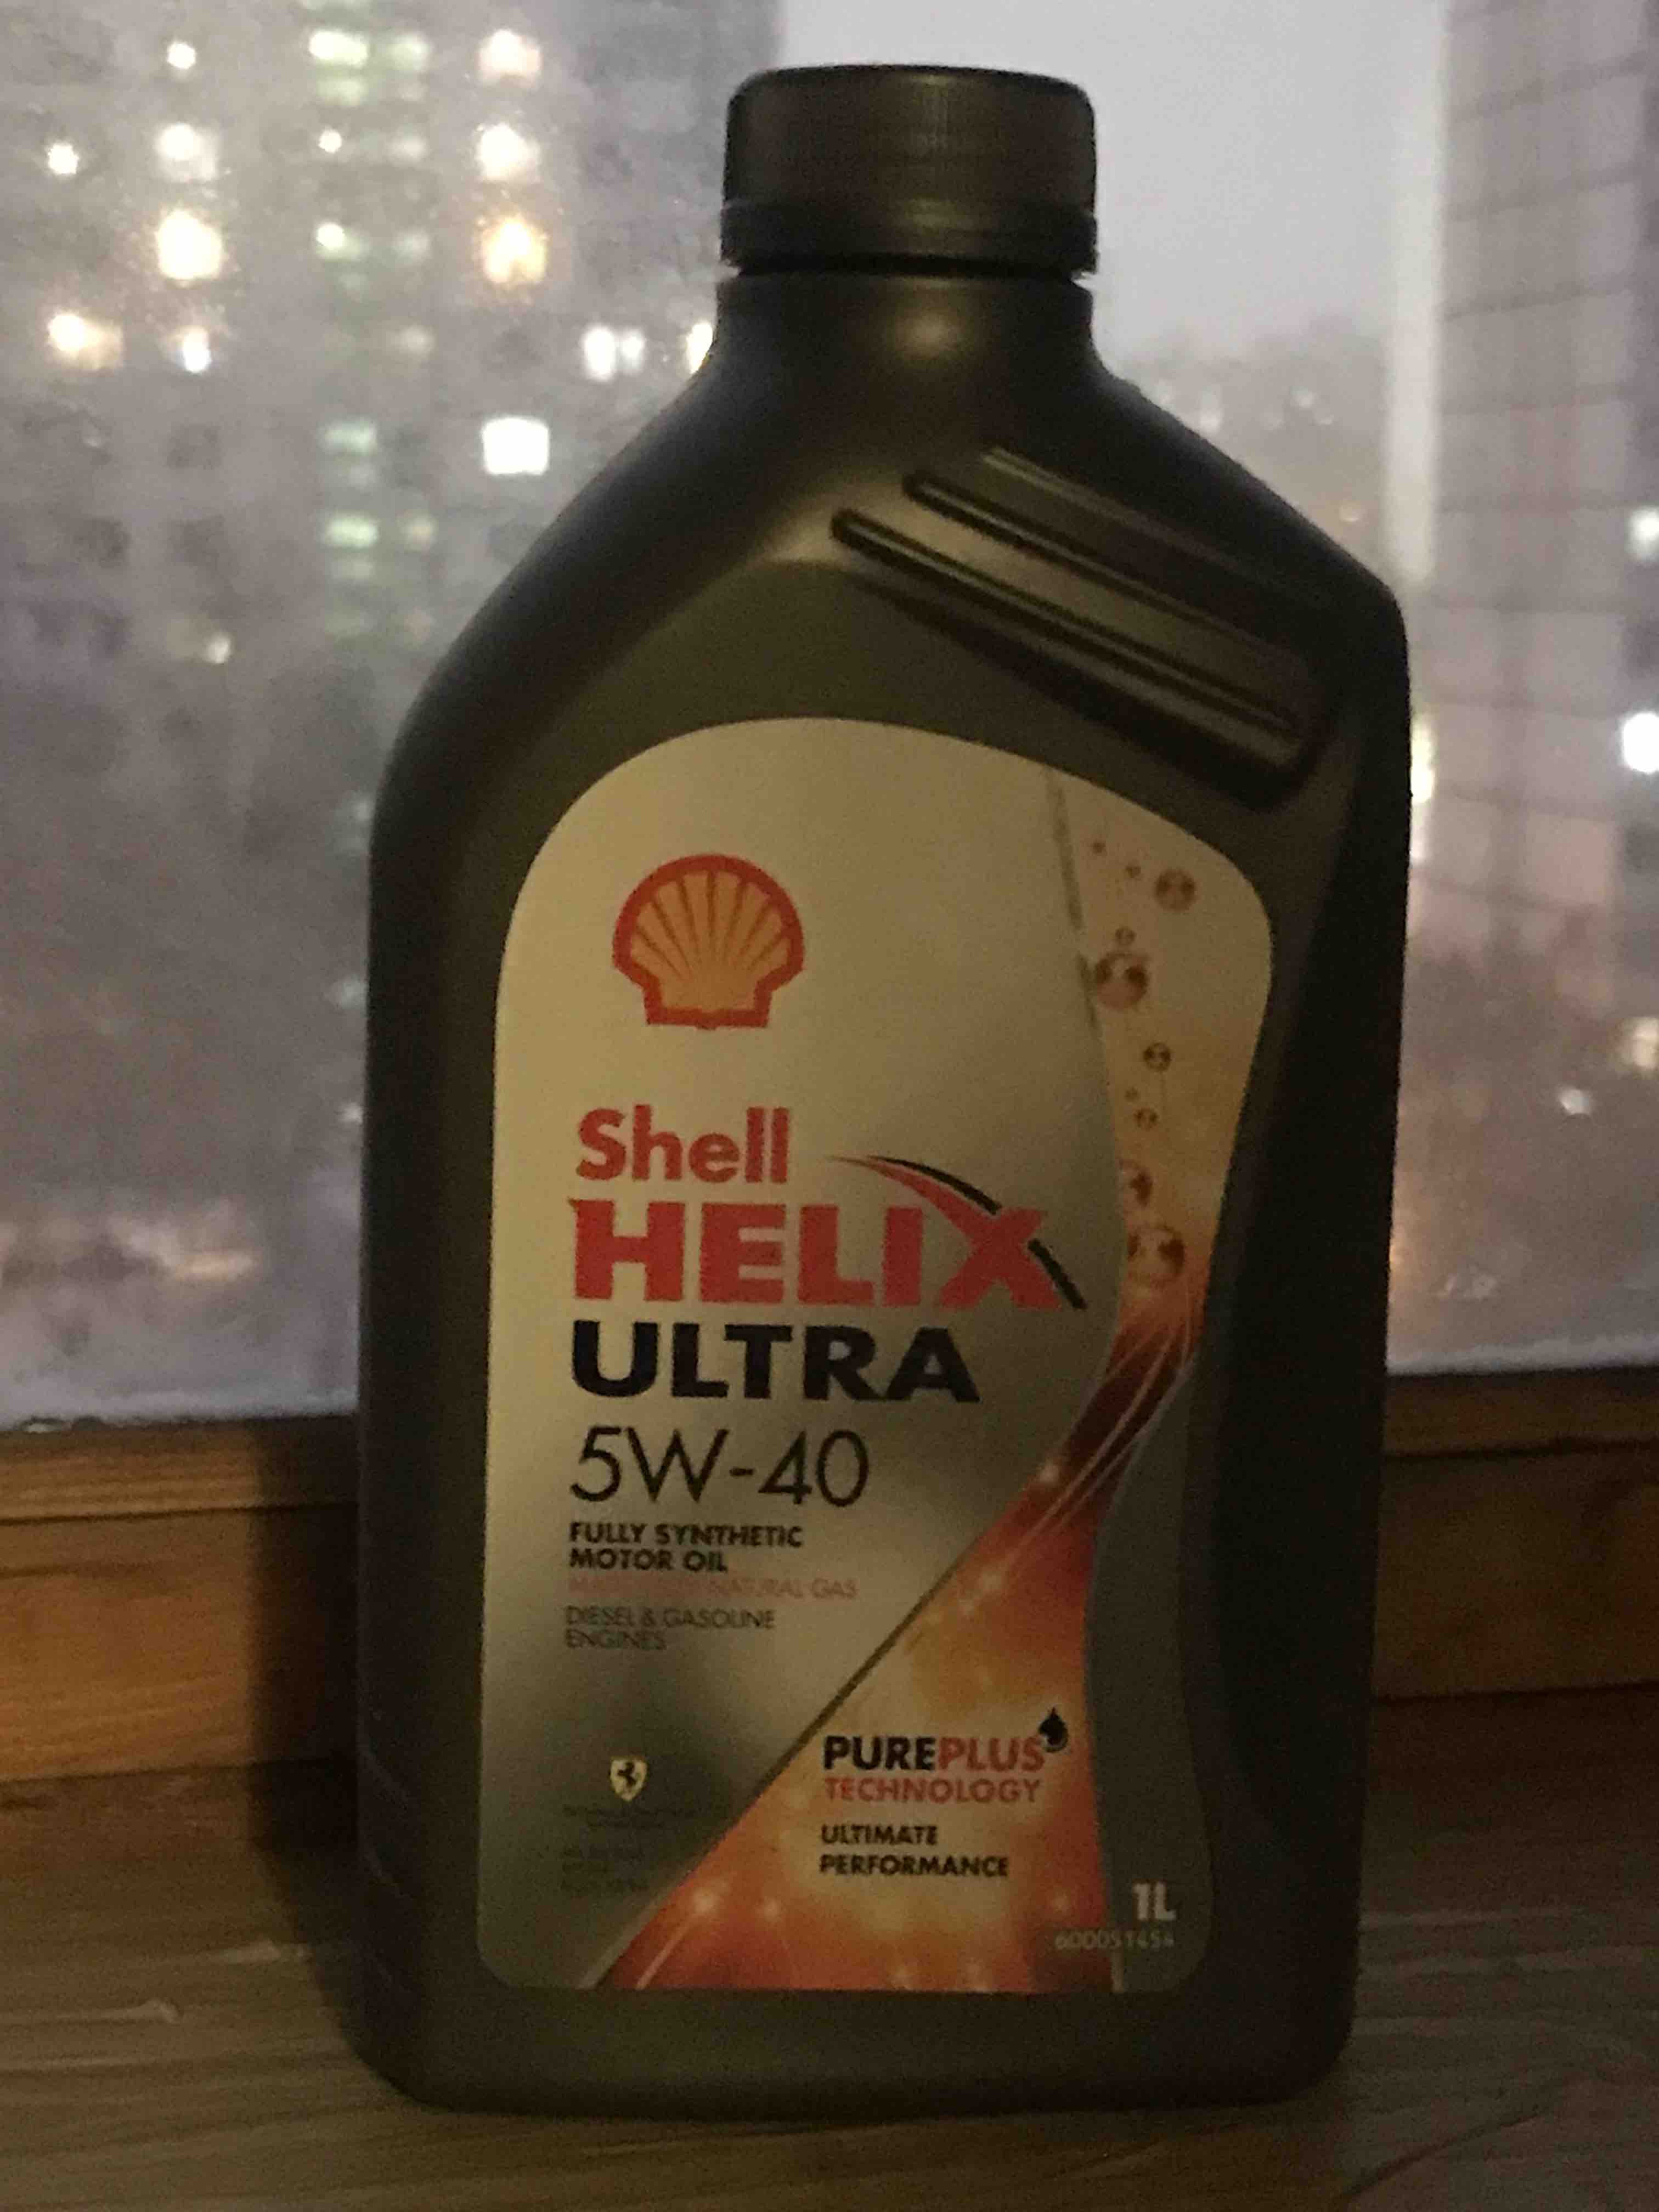 Shell
HELIX
ULTRA
5W-40
FULLY SYNTHETIC
MOTOR OIL
NATURAL GAS
DIESEL & GASOLINE
ENGINES
PUREPLUS
TECHNOLOGY
ULTIMATE
PERFORMANCE
1L